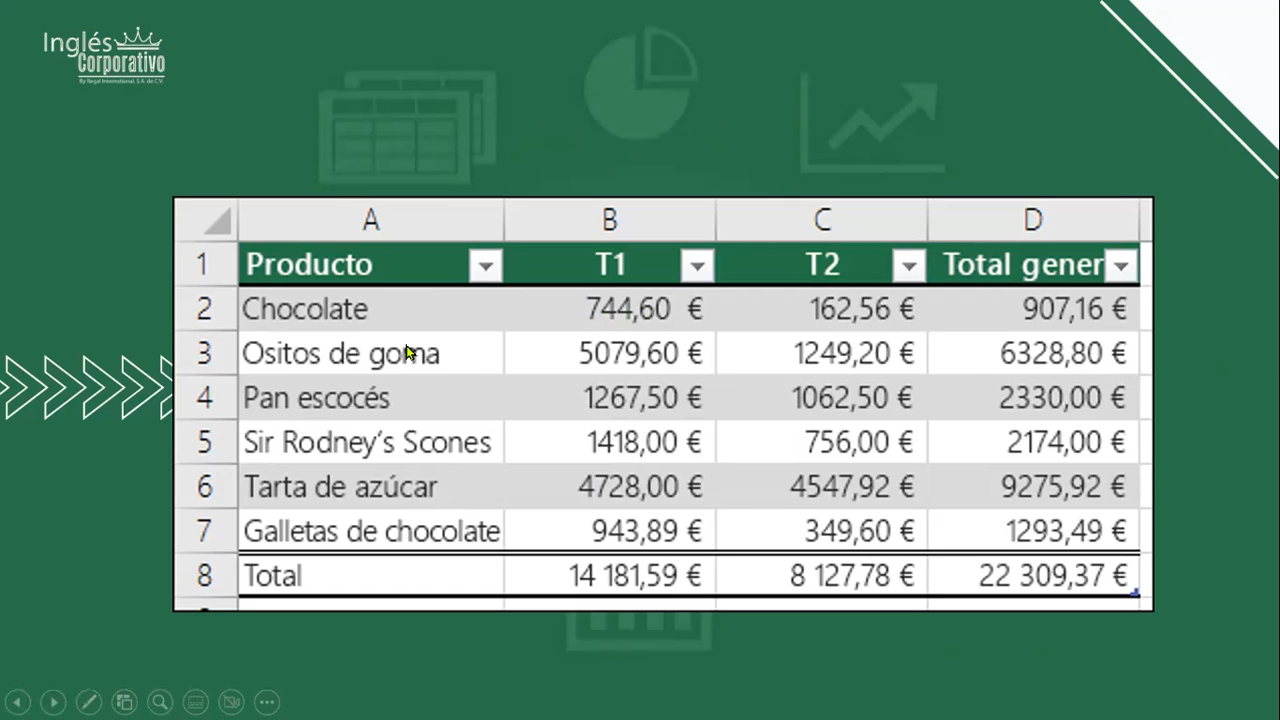 Inglés
Corporativo
By Regal International, S.A. de C.V.
A B C D
1 Producto T1 T2 Total gener
2 Chocolate 744,60 € 162,56 € 907,16 €
3 Ositos de goma 5079,60 € 1249,20 € 6328,80 €
4 Pan escocés 1267,50 € 1062,50 € 2330,00 €
5 Sir Rodney’s Scones 1418,00 € 756,00 € 2174,00 €
6 Tarta de azúcar 4728,00 € 4547,92 € 9275,92 €
7 Galletas de chocolate 943,89 € 349,60 € 1293,49 €
8 Total 14 181,59 € 8 127,78 € 22 309,37 €